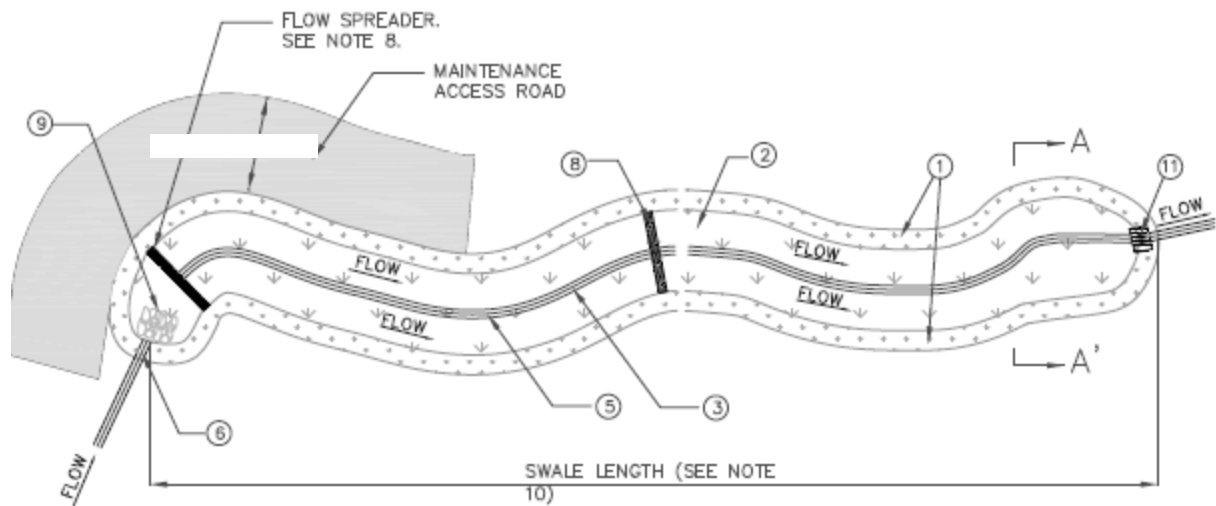 FLOW SPREADER.
SEE NOTE 8.
MAINTENANCE
ACCESS ROAD
9
8
2
1
A
11
FLOW
FLOW
FLOW
FLOW
FLOW
A'
5
3
6
FLOW
SWALE LENGTH (SEE NOTE
10)